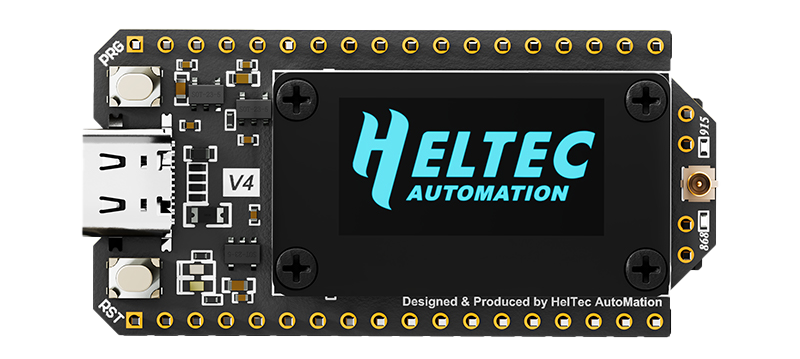 PRG
HELTEC
AUTOMATION
915
V4
868
RST
Designed & Produced by HelTec AutoMation